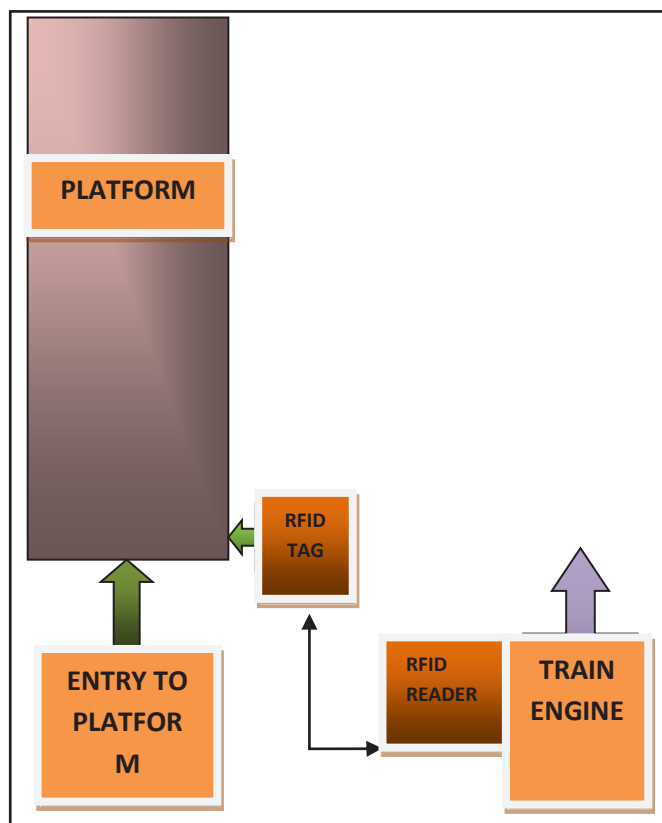 PLATFORM
RFID
TAG
ENTRY TO
PLATFOR
M
RFID
READER
TRAIN
ENGINE